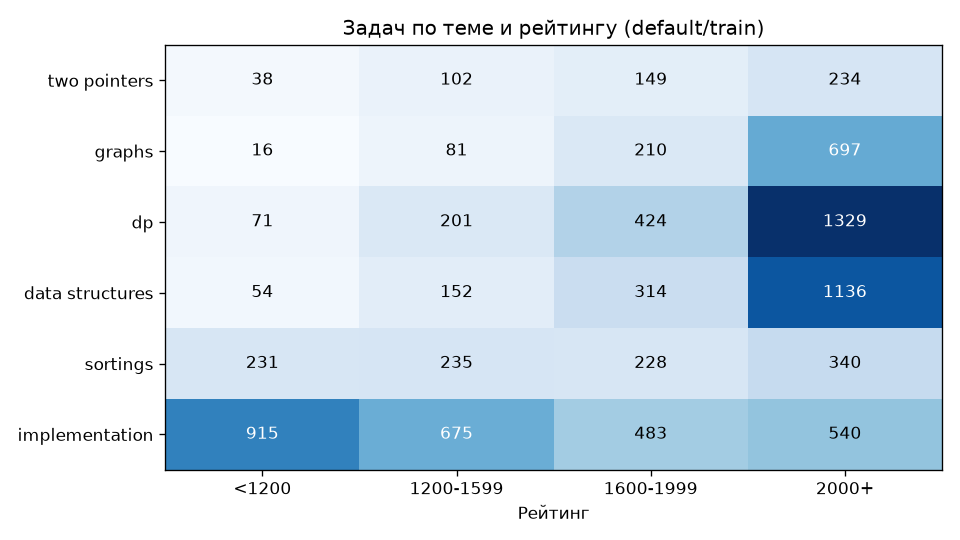 Задач по теме и рейтингу (default/train)
two pointers 38 102 149 234
graphs 16 81 210 697
dp 71 201 424 1329
data structures 54 152 314 1136
sortings 231 235 228 340
implementation 915 675 483 540
<1200 1200-1599 1600-1999 2000+
Рейтинг